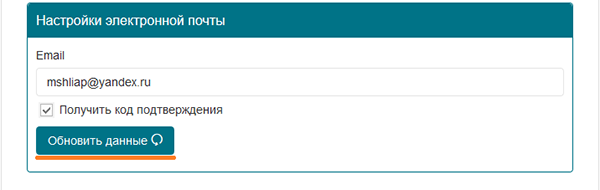 Настройки электронной почты
Email
mshliap@yandex.ru
Получить код подтверждения
Обновить данные